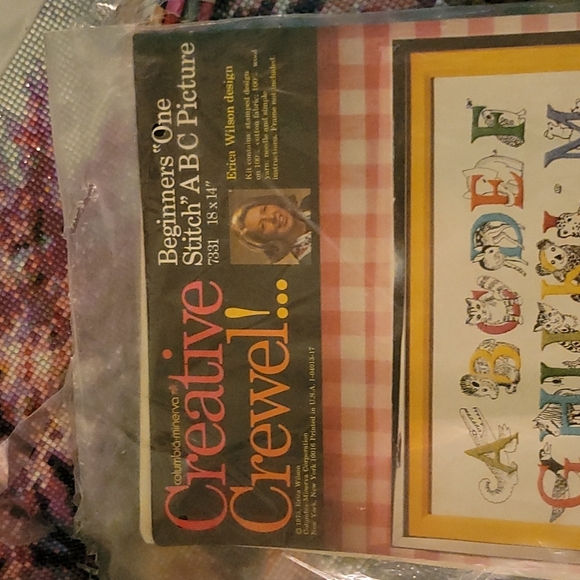 columbia-minerva
Creative
Crewel!...
Beginners "One
Stitch" A B C Picture
7331 18 x 14"
Erica Wilson design
Kit contains: stamped design
on 100% cotton fabric; 100% wool
yarn; needle and simple
instructions. Frame not included.
© 1975, Erica Wilson
Columbia-Minerva Corporation
New York, New York 10016 Printed in U.S.A.
A B C D E F
G H I J K L M